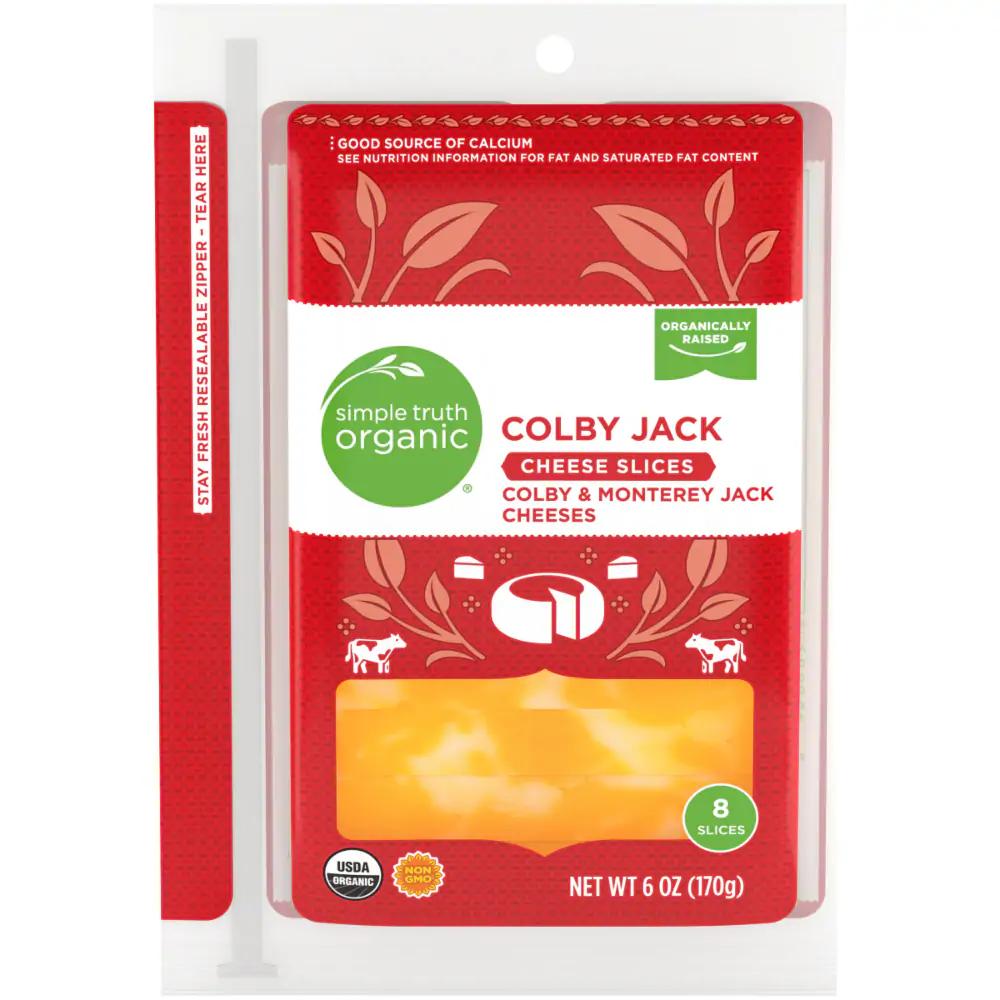 STAY FRESH RESEALABLE ZIPPER - TEAR HERE
GOOD SOURCE OF CALCIUM
SEE NUTRITION INFORMATION FOR FAT AND SATURATED FAT CONTENT
ORGANICALLY
RAISED
simple truth
organic
®
COLBY JACK
CHEESE SLICES
COLBY & MONTEREY JACK
CHEESES
8
SLICES
USDA
ORGANIC
NON
GMO
NET WT 6 OZ (170g)